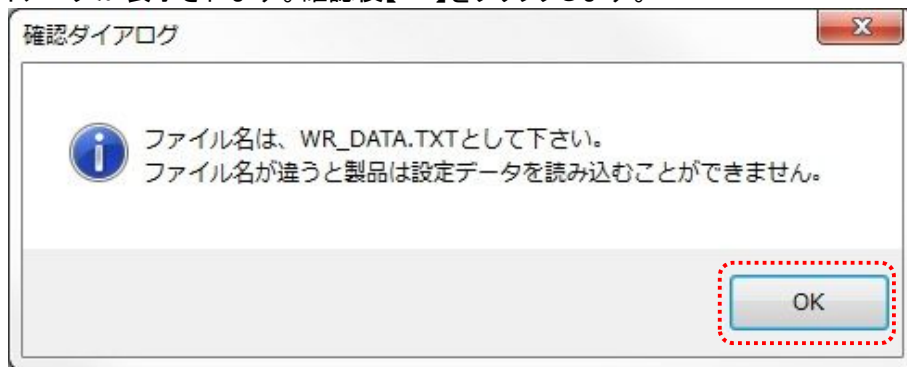 確認ダイアログ
ファイル名は、WR_DATA.TXTとして下さい。
ファイル名が違うと製品は設定データを読み込むことができません。
OK